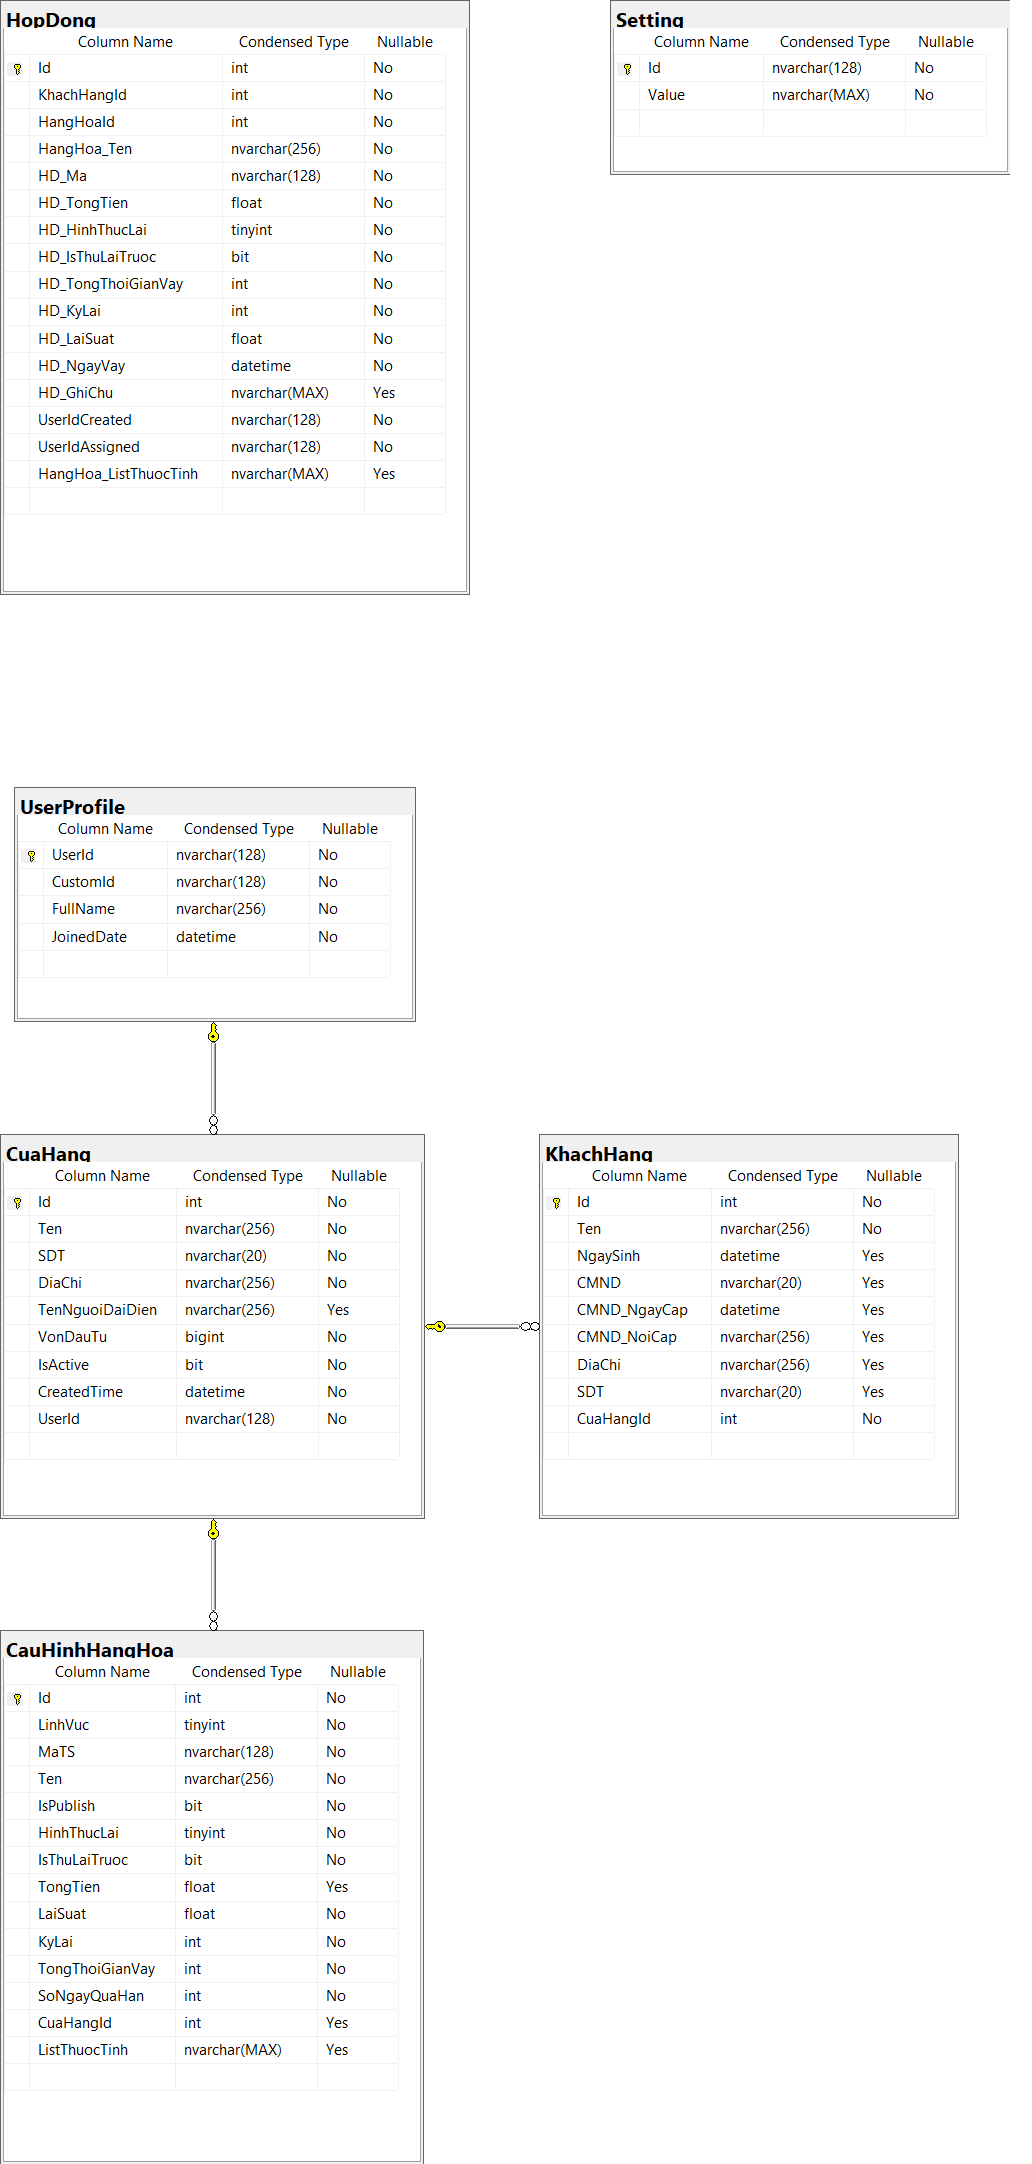 HopDong
Column Name Condensed Type Nullable
Id int No
KhachHangId int No
HangHoaId int No
HangHoa_Ten nvarchar(256) No
HD_Ma nvarchar(128) No
HD_TongTien float No
HD_HinhThucLai tinyint No
HD_IsThuLaiTruoc bit No
HD_TongThoiGianVay int No
HD_KyLai int No
HD_LaiSuat float No
HD_NgayVay datetime No
HD_GhiChu nvarchar(MAX) Yes
UserIdCreated nvarchar(128) No
UserIdAssigned nvarchar(128) No
HangHoa_ListThuocTinh nvarchar(MAX) Yes
Setting
Column Name Condensed Type Nullable
Id nvarchar(128) No
Value nvarchar(MAX) No
UserProfile
Column Name Condensed Type Nullable
UserId nvarchar(128) No
CustomId nvarchar(128) No
FullName nvarchar(256) No
JoinedDate datetime No
CuaHang
Column Name Condensed Type Nullable
Id int No
Ten nvarchar(256) No
SDT nvarchar(20) No
DiaChi nvarchar(256) No
TenNguoiDaiDien nvarchar(256) Yes
VonDauTu bigint No
IsActive bit No
CreatedTime datetime No
UserId nvarchar(128) No
KhachHang
Column Name Condensed Type Nullable
Id int No
Ten nvarchar(256) No
NgaySinh datetime Yes
CMND nvarchar(20) Yes
CMND_NgayCap datetime Yes
CMND_NoiCap nvarchar(256) Yes
DiaChi nvarchar(256) Yes
SDT nvarchar(20) Yes
CuaHangId int No
CauHinhHangHoa
Column Name Condensed Type Nullable
Id int No
LinhVuc tinyint No
MaTS nvarchar(128) No
Ten nvarchar(256) No
IsPublish bit No
HinhThucLai tinyint No
IsThuLaiTruoc bit No
TongTien float Yes
LaiSuat float No
KyLai int No
TongThoiGianVay int No
SoNgayQuaHan int No
CuaHangId int Yes
ListThuocTinh nvarchar(MAX) Yes